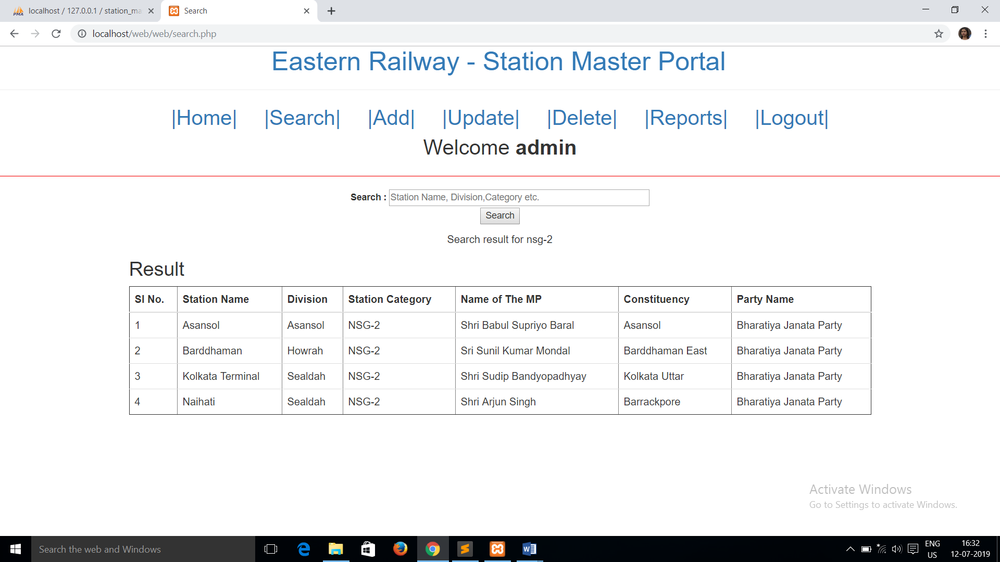 localhost / 127.0.0.1 / station_ma
Search
localhost/web/web/search.php
Eastern Railway - Station Master Portal
|Home| |Search| |Add| |Update| |Delete| |Reports| |Logout|
Welcome admin
Search : Station Name, Division,Category etc.
Search
Search result for nsg-2
Result
Sl No. Station Name Division Station Category Name of The MP Constituency Party Name
1 Asansol Asansol NSG-2 Shri Babul Supriyo Baral Asansol Bharatiya Janata Party
2 Barddhaman Howrah NSG-2 Sri Sunil Kumar Mondal Barddhaman East Bharatiya Janata Party
3 Kolkata Terminal Sealdah NSG-2 Shri Sudip Bandyopadhyay Kolkata Uttar Bharatiya Janata Party
4 Naihati Sealdah NSG-2 Shri Arjun Singh Barrackpore Bharatiya Janata Party
Activate Windows
Go to Settings to activate Windows.
Search the web and Windows
ENG
US
16:32
12-07-2019